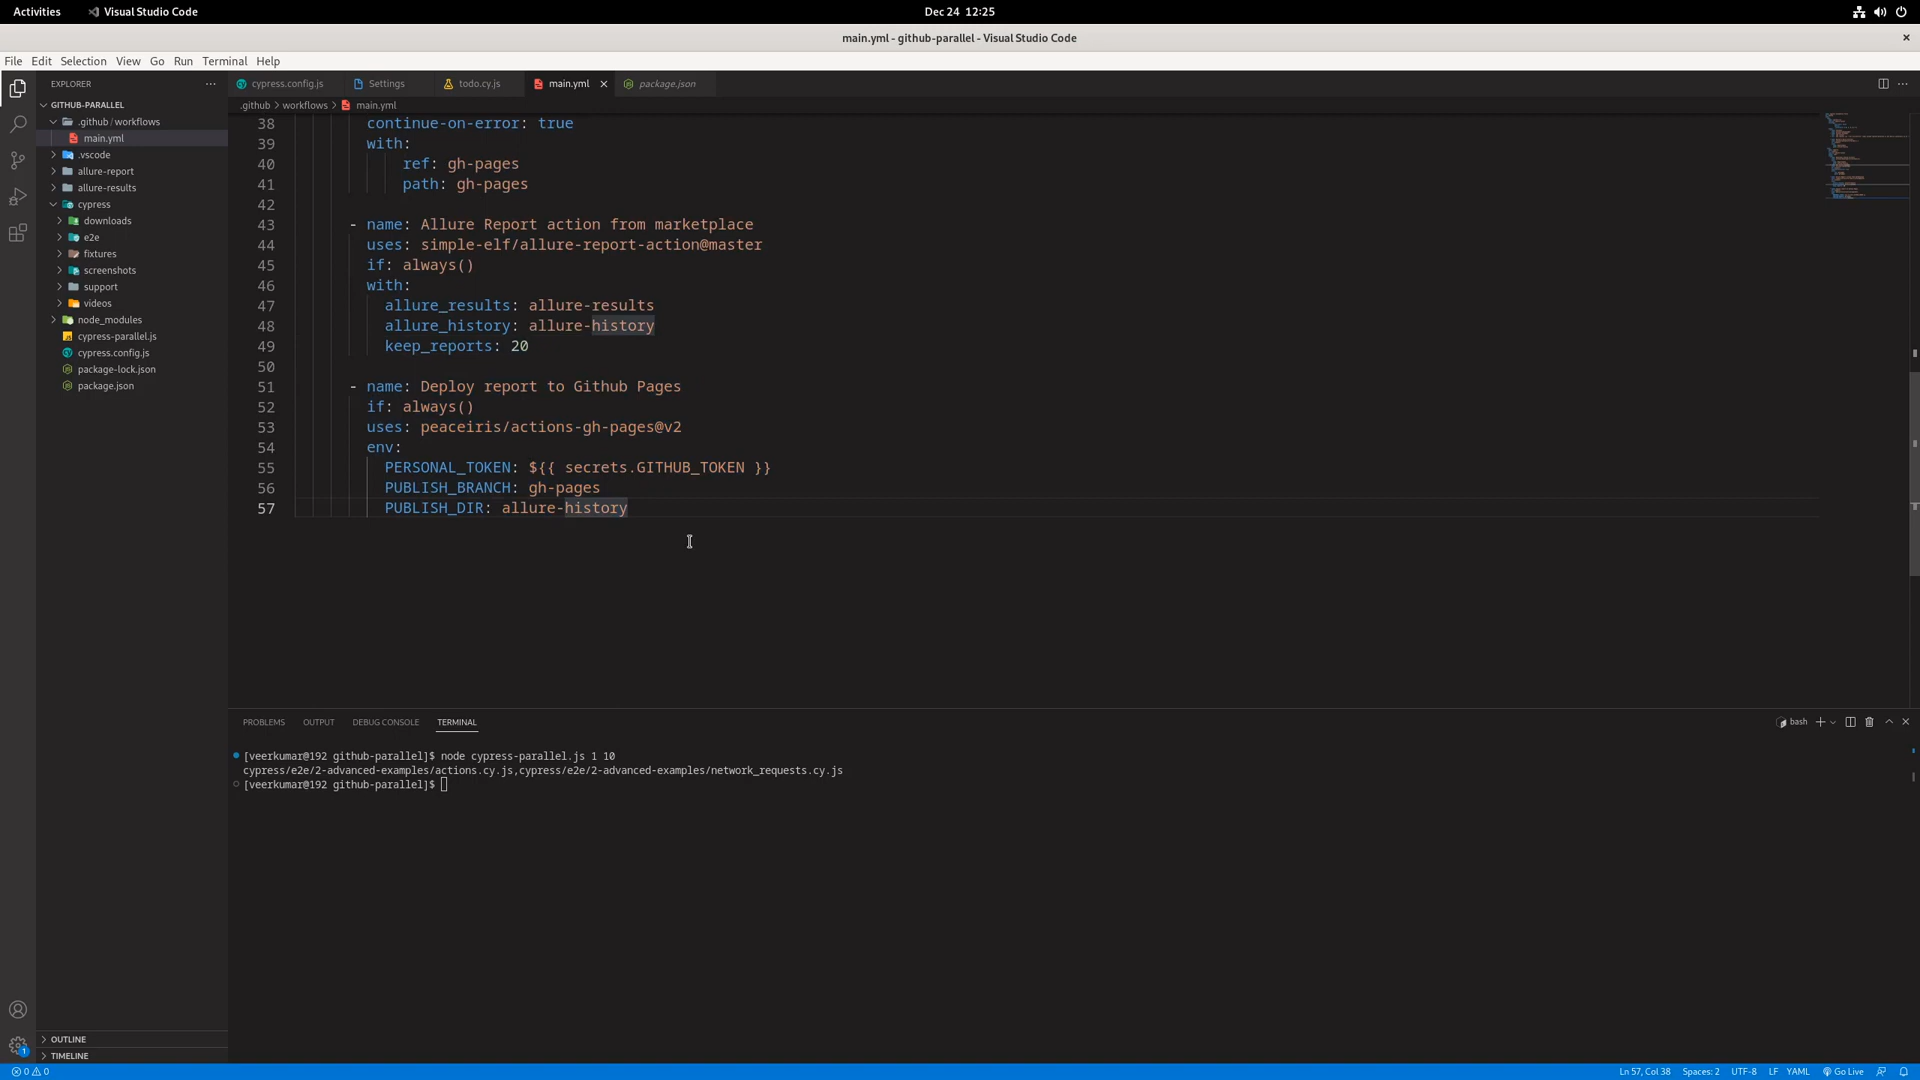 Activities
Visual Studio Code
Dec 24 12:25
main.yml - github-parallel - Visual Studio Code
File Edit Selection View Go Run Terminal Help
EXPLORER
GITHUB-PARALLEL
.github / workflows
main.yml
.vscode
allure-report
allure-results
cypress
downloads
e2e
fixtures
screenshots
support
videos
node_modules
cypress-parallel.js
cypress.config.js
package-lock.json
package.json
OUTLINE
TIMELINE
cypress.config.js
Settings
todo.cy.js
main.yml
package.json
.github > workflows > main.yml
38 continue-on-error: true
39 with:
40 ref: gh-pages
41 path: gh-pages
42
43 - name: Allure Report action from marketplace
44 uses: simple-elf/allure-report-action@master
45 if: always()
46 with:
47 allure_results: allure-results
48 allure_history: allure-history
49 keep_reports: 20
50
51 - name: Deploy report to Github Pages
52 if: always()
53 uses: peaceiris/actions-gh-pages@v2
54 env:
55 PERSONAL_TOKEN: ${{ secrets.GITHUB_TOKEN }}
56 PUBLISH_BRANCH: gh-pages
57 PUBLISH_DIR: allure-history
PROBLEMS OUTPUT DEBUG CONSOLE TERMINAL
bash
[veerkumar@192 github-parallel]$ node cypress-parallel.js 1 10
cypress/e2e/2-advanced-examples/actions.cy.js,cypress/e2e/2-advanced-examples/network_requests.cy.js
[veerkumar@192 github-parallel]$
1
0 0
Ln 57, Col 38 Spaces: 2 UTF-8 LF YAML Go Live